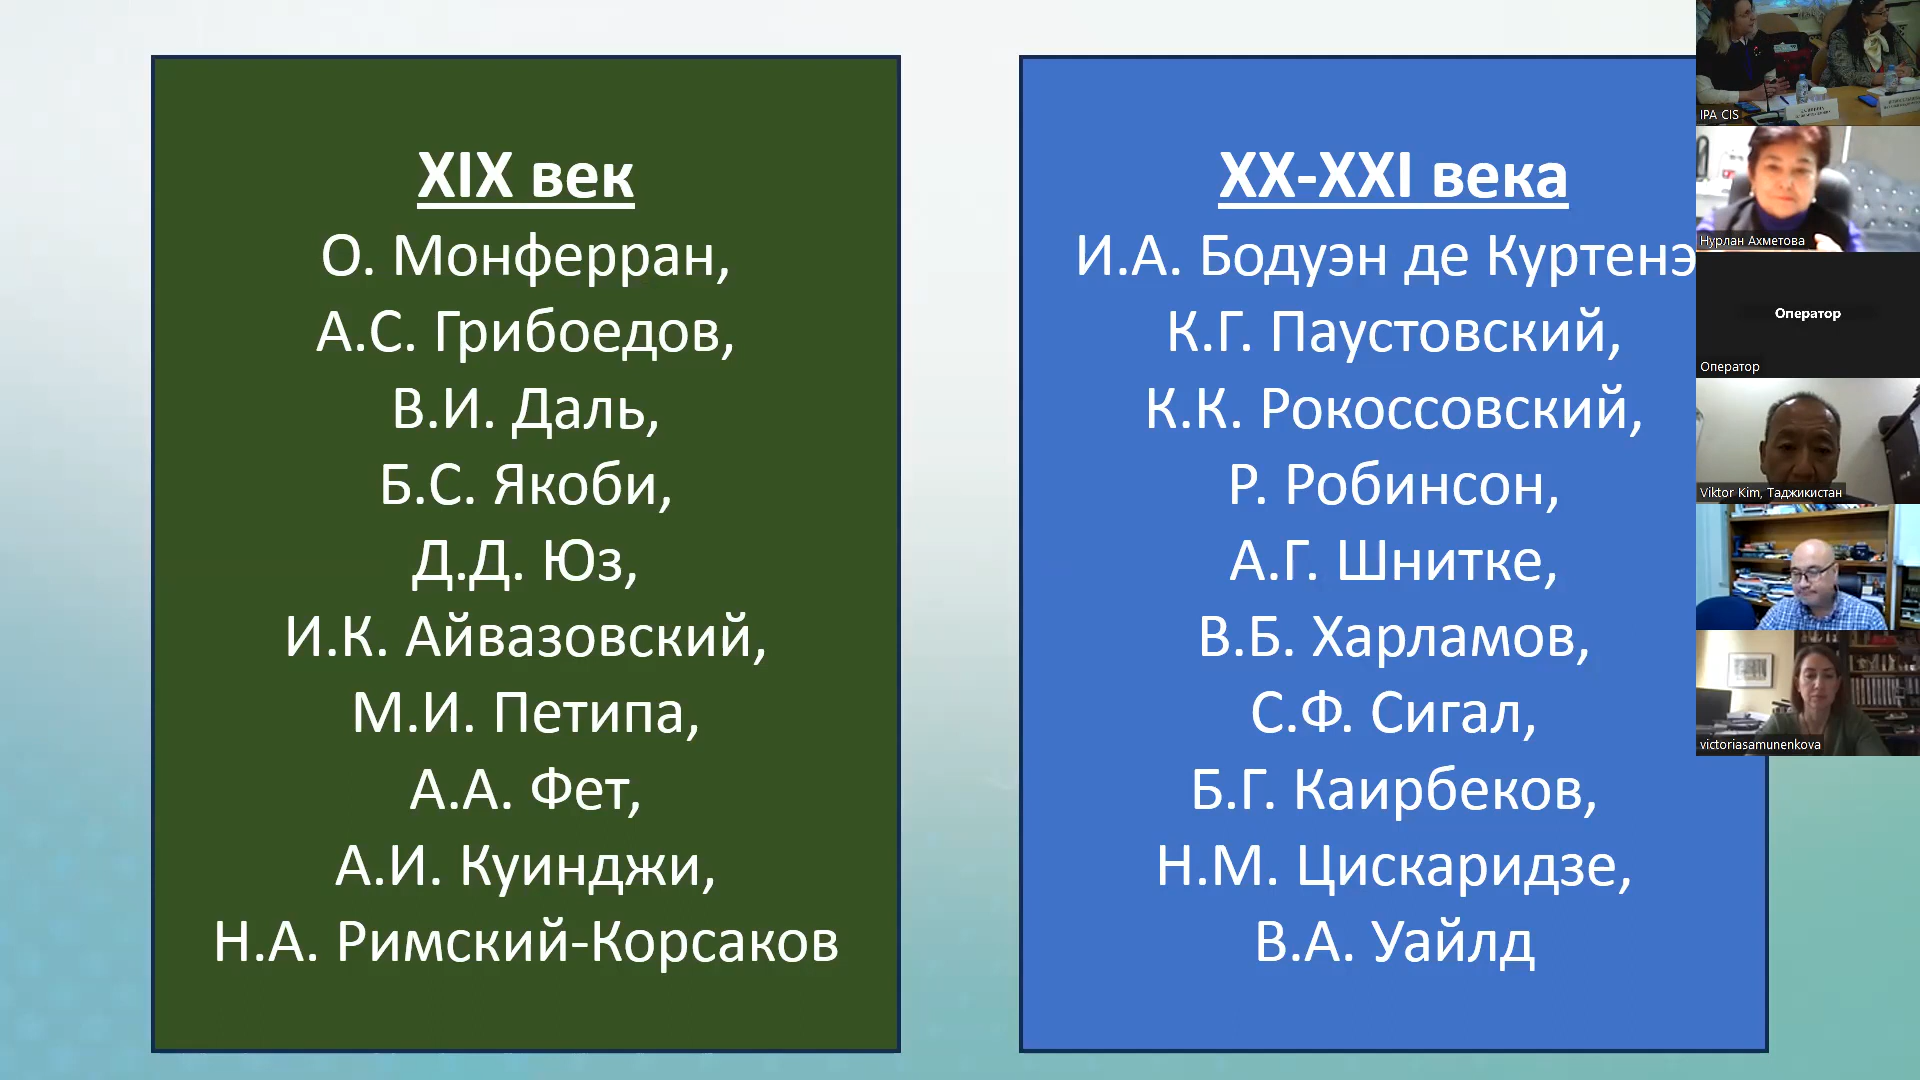 XIX век
О. Монферран,
А.С. Грибоедов,
В.И. Даль,
Б.С. Якоби,
Д.Д. Юз,
И.К. Айвазовский,
М.И. Петипа,
А.А. Фет,
А.И. Куинджи,
Н.А. Римский-Корсаков
XX-XXI века
И.А. Бодуэн де Куртенэ
К.Г. Паустовский,
К.К. Рокоссовский,
Р. Робинсон,
А.Г. Шнитке,
В.Б. Харламов,
С.Ф. Сигал,
Б.Г. Каирбеков,
Н.М. Цискаридзе,
В.А. Уайлд
IPA CIS
Нурлан Ахметова
Оператор
Оператор
Viktor Kim, Таджикистан
victoriasamunenkova